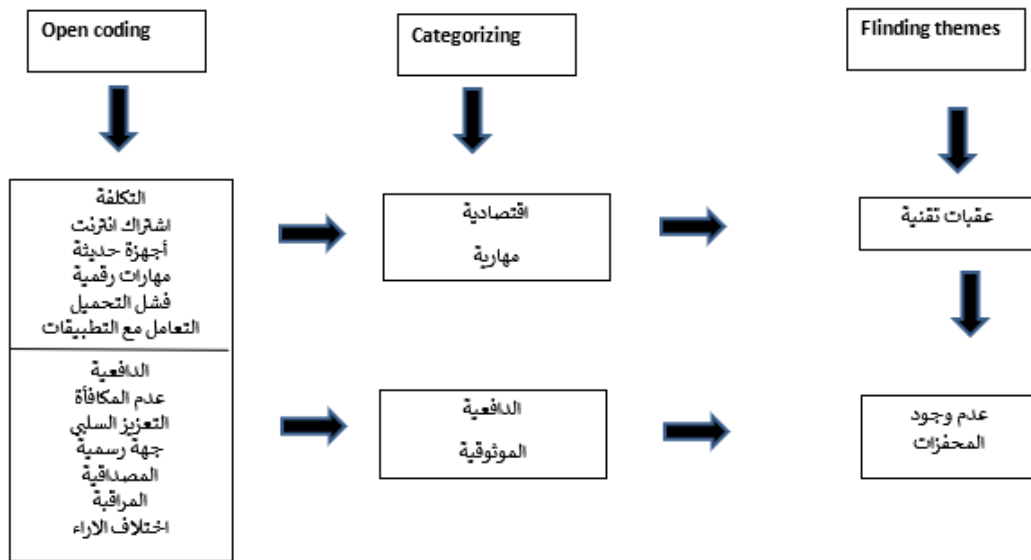 Open coding
Categorizing
Flinding themes
التكلفة
اشتراك انترنت
أجهزة حديثة
مهارات رقمية
فشل التحميل
التعامل مع التطبيقات
اقتصادية
مهارية
عقبات تقنية
الدافعية
عدم المكافأة
التعزيز السلبي
جهة رسمية
المصداقية
المراقبة
اختلاف الاراء
الدافعية
الموثوقية
عدم وجود
المحفزات